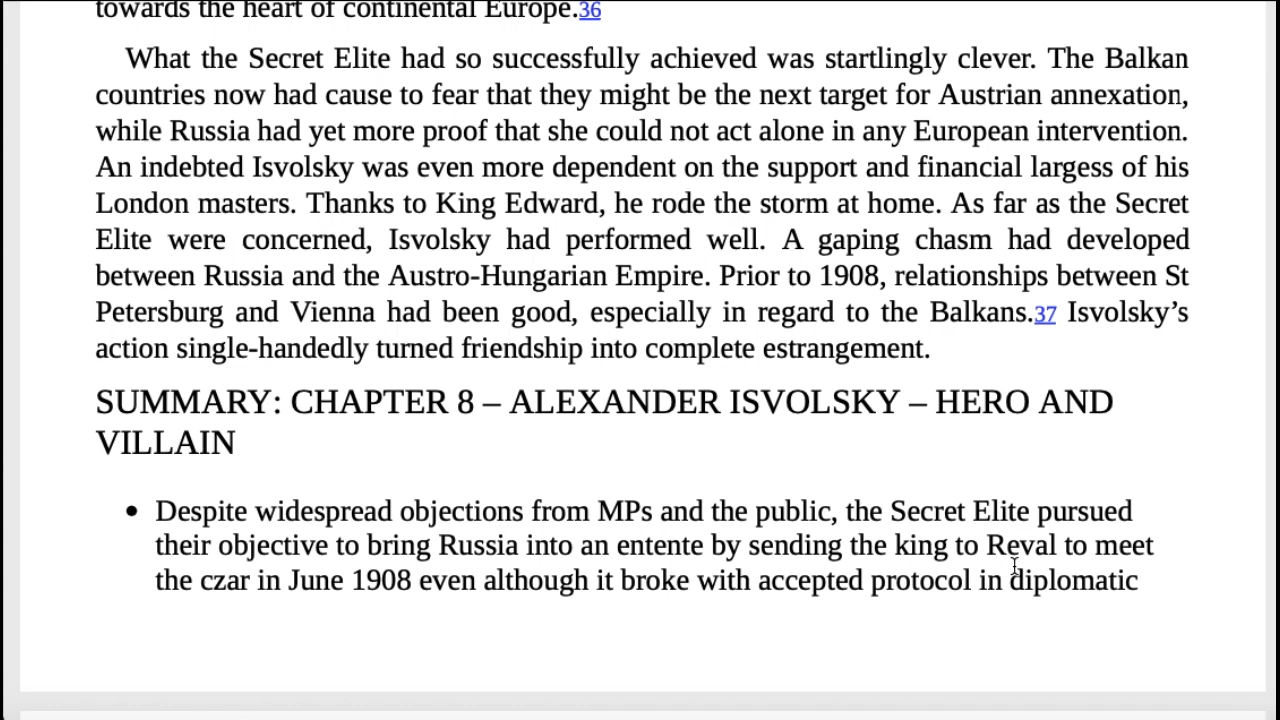 towards the heart of continental Europe.36
What the Secret Elite had so successfully achieved was startlingly clever. The Balkan
countries now had cause to fear that they might be the next target for Austrian annexation,
while Russia had yet more proof that she could not act alone in any European intervention.
An indebted Isvolsky was even more dependent on the support and financial largess of his
London masters. Thanks to King Edward, he rode the storm at home. As far as the Secret
Elite were concerned, Isvolsky had performed well. A gaping chasm had developed
between Russia and the Austro-Hungarian Empire. Prior to 1908, relationships between St
Petersburg and Vienna had been good, especially in regard to the Balkans.37 Isvolsky’s
action single-handedly turned friendship into complete estrangement.
SUMMARY: CHAPTER 8 – ALEXANDER ISVOLSKY – HERO AND
VILLAIN
• Despite widespread objections from MPs and the public, the Secret Elite pursued
their objective to bring Russia into an entente by sending the king to Reval to meet
the czar in June 1908 even although it broke with accepted protocol in diplomatic